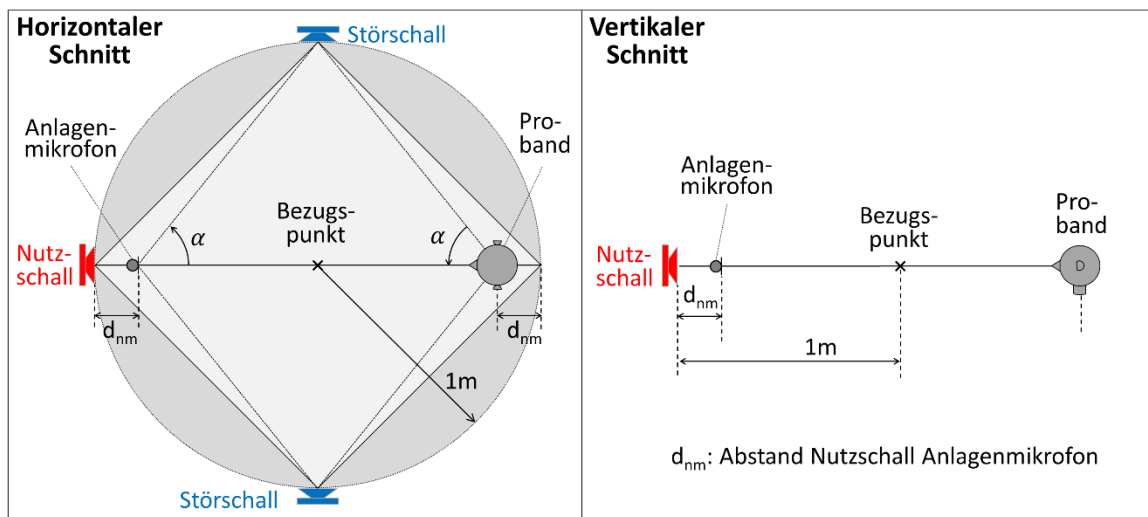 Horizontaler
Schnitt
Störschall
Anlagen-
mikrofon
Pro-
band
Bezugs-
punkt
α
α
Nutz-
schall
dnm
dnm
1m
Störschall
Vertikaler
Schnitt
Anlagen-
mikrofon
Bezugs-
punkt
Pro-
band
Nutz-
schall
D
dnm
1m
dnm: Abstand Nutzschall Anlagenmikrofon